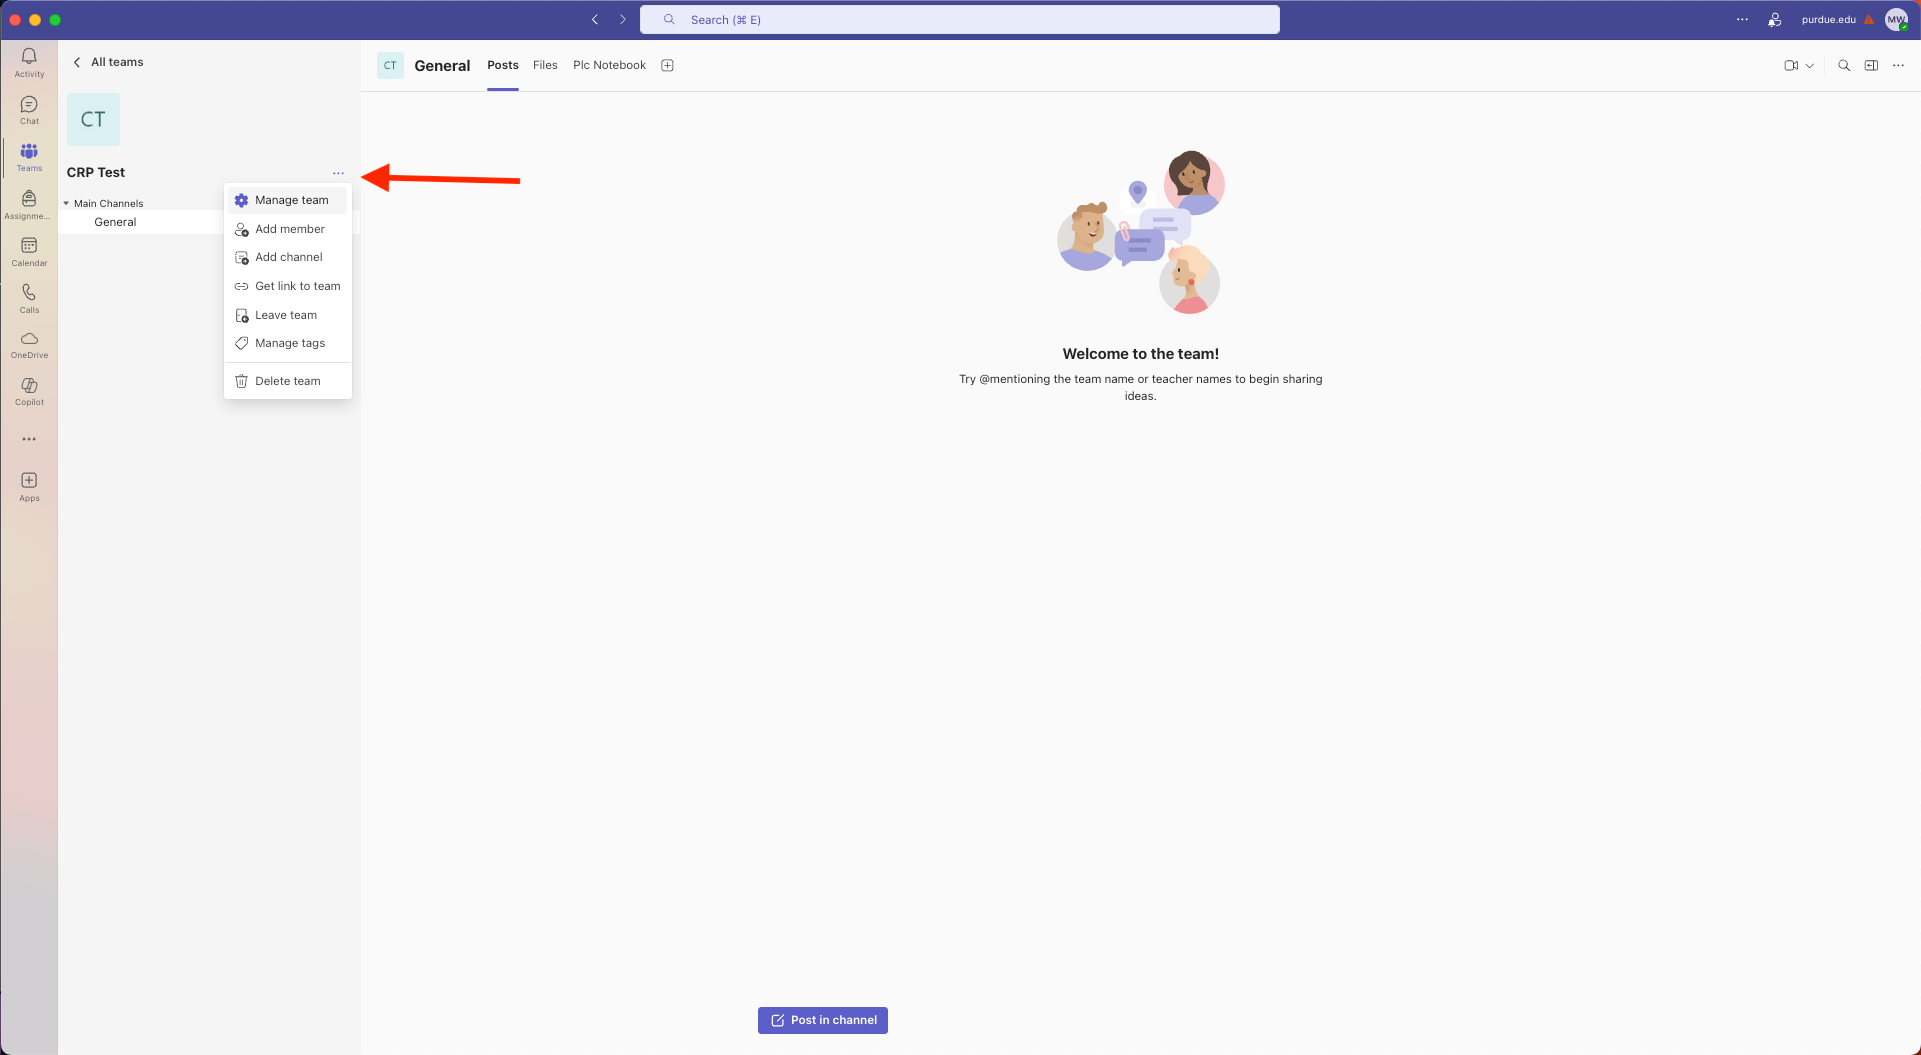 Search (⌘ E)
purdue.edu
MW
Activity
Chat
Teams
Assignme...
Calendar
Calls
OneDrive
Copilot
Apps
All teams
CT
CRP Test
Main Channels
General
Manage team
Add member
Add channel
Get link to team
Leave team
Manage tags
Delete team
CT
General
Posts
Files
Plc Notebook
Welcome to the team!
Try @mentioning the team name or teacher names to begin sharing
ideas.
Post in channel